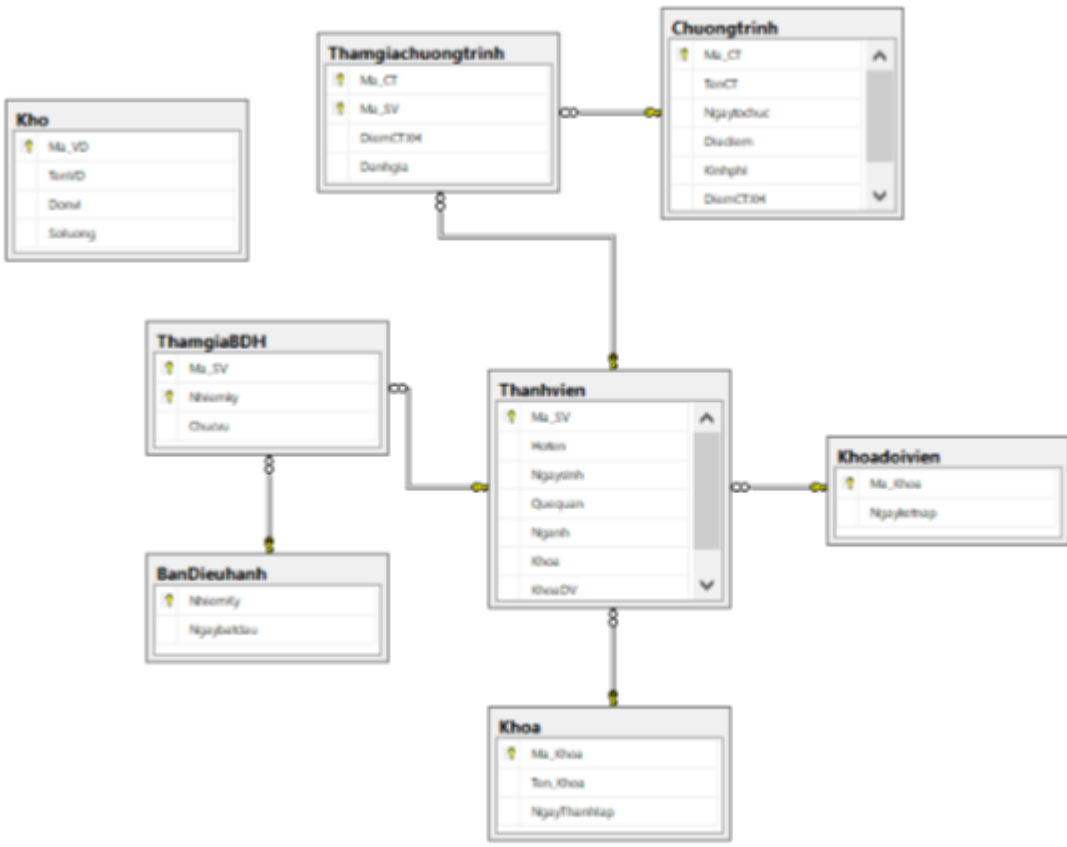 Kho
Ma_VD
TenVD
Donvi
Soluong
Thamgiachuongtrinh
Ma_CT
Ma_SV
DiemCTXH
Danhgia
Chuongtrinh
Ma_CT
TenCT
Ngaytochuc
Diadiem
Kinhphi
DiemCTXH
ThamgiaBDH
Ma_SV
Nhiemky
Chucvu
Thanhvien
Ma_SV
Hoten
Ngaysinh
Quequan
Nganh
Khoa
KhoaDV
Khoadoivien
Ma_Khoa
Ngayketnap
BanDieuhanh
NhiemKy
Ngaybatdau
Khoa
Ma_Khoa
Ten_Khoa
NgayThanhlap